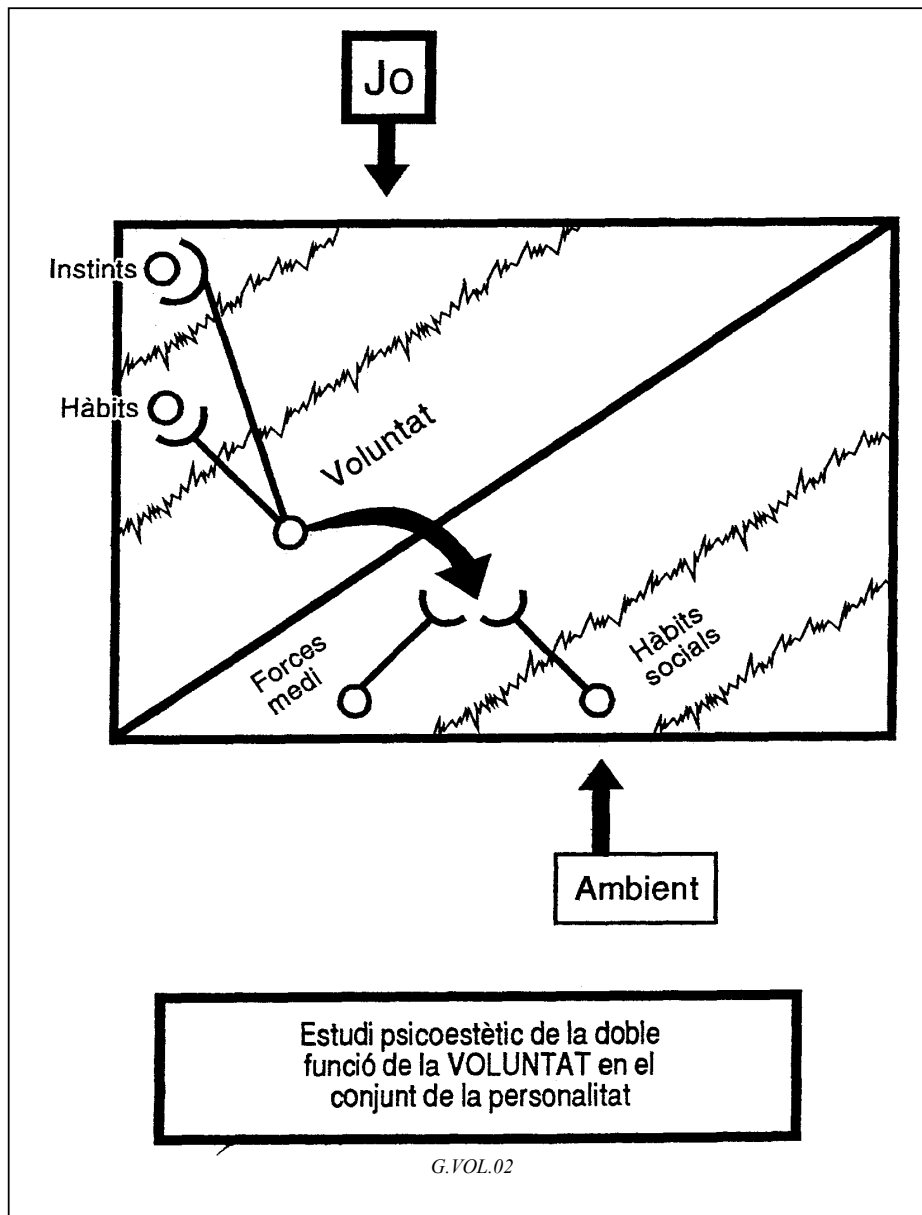 Jo
Instints
Hàbits
Voluntat
Forces
medi
Hàbits
socials
Ambient
Estudi psicoestètic de la doble
funció de la VOLUNTAT en el
conjunt de la personalitat
G.VOL.02